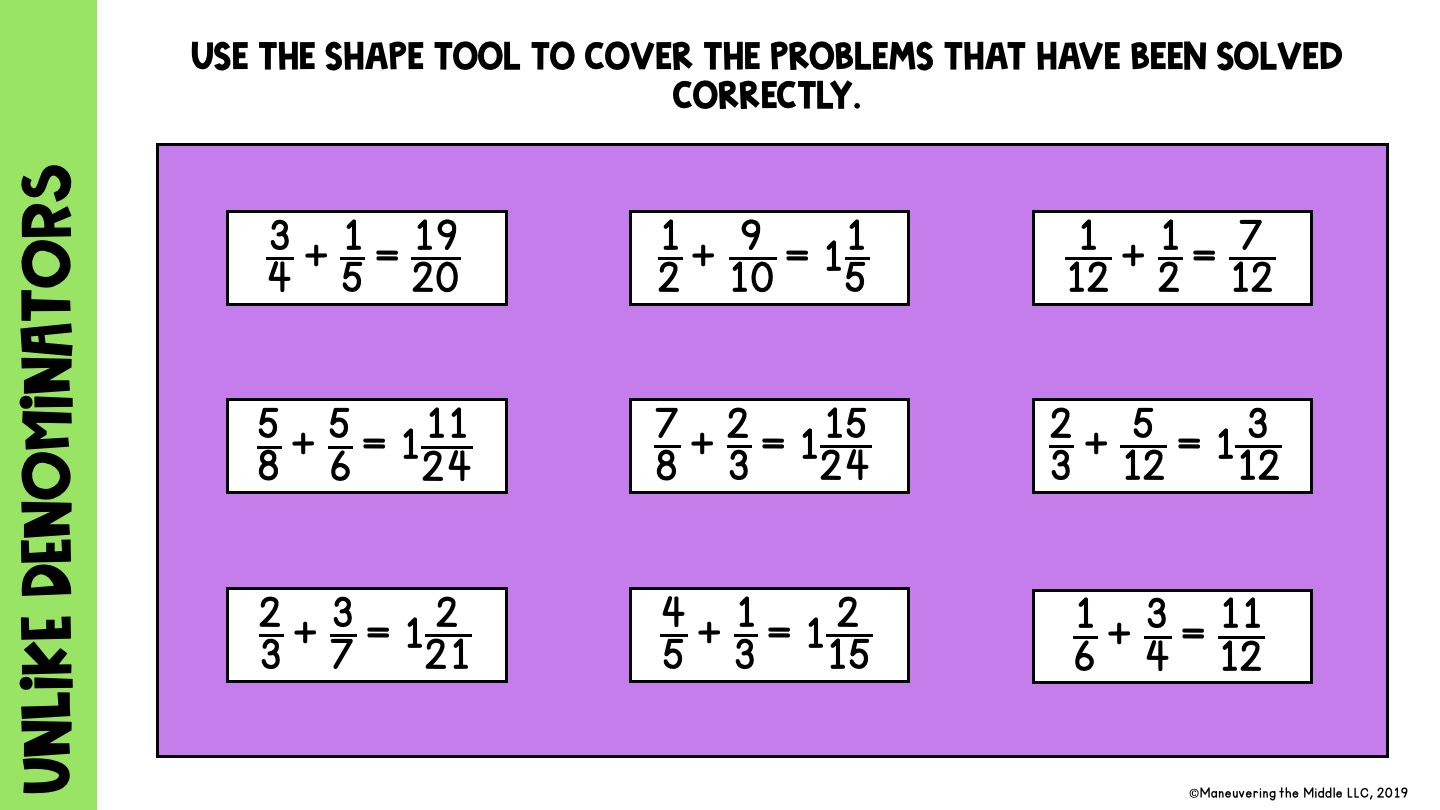 UNLIKE DENOMINATORS
USE THE SHAPE TOOL TO COVER THE PROBLEMS THAT HAVE BEEN SOLVED
CORRECTLY.
3/4 + 1/5 = 19/20
1/2 + 9/10 = 1 1/5
1/12 + 1/2 = 7/12
5/8 + 5/6 = 1 11/24
7/8 + 2/3 = 1 15/24
2/3 + 5/12 = 1 3/12
2/3 + 3/7 = 1 2/21
4/5 + 1/3 = 1 2/15
1/6 + 3/4 = 11/12
©Maneuvering the Middle LLC, 2019